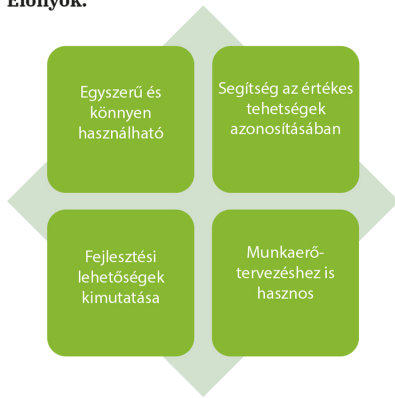 Előnyök:
Egyszerű és
könnyen
használható
Segítség az értékes
tehetségek
azonosításában
Fejlesztési
lehetőségek
kimutatása
Munkaerő-
tervezéshez is
hasznos